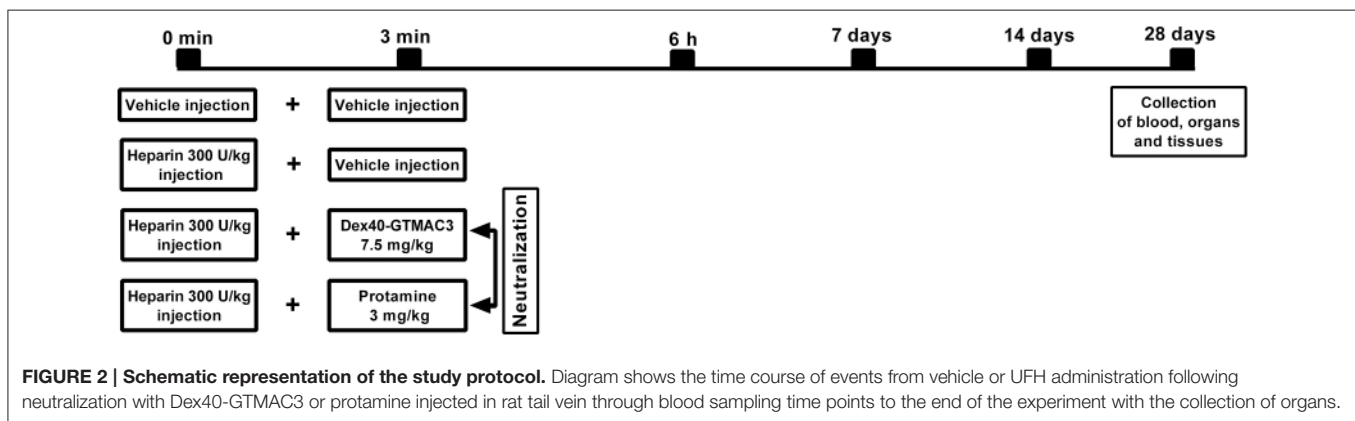 0 min 3 min 6 h 7 days 14 days 28 days
Vehicle injection + Vehicle injection
Collection
of blood, organs
and tissues
Heparin 300 U/kg
injection
+ Vehicle injection
Heparin 300 U/kg
injection
+ Dex40-GTMAC3
7.5 mg/kg
Heparin 300 U/kg
injection
+ Protamine
3 mg/kg
Neutralization
FIGURE 2 | Schematic representation of the study protocol. Diagram shows the time course of events from vehicle or UFH administration following
neutralization with Dex40-GTMAC3 or protamine injected in rat tail vein through blood sampling time points to the end of the experiment with the collection of organs.